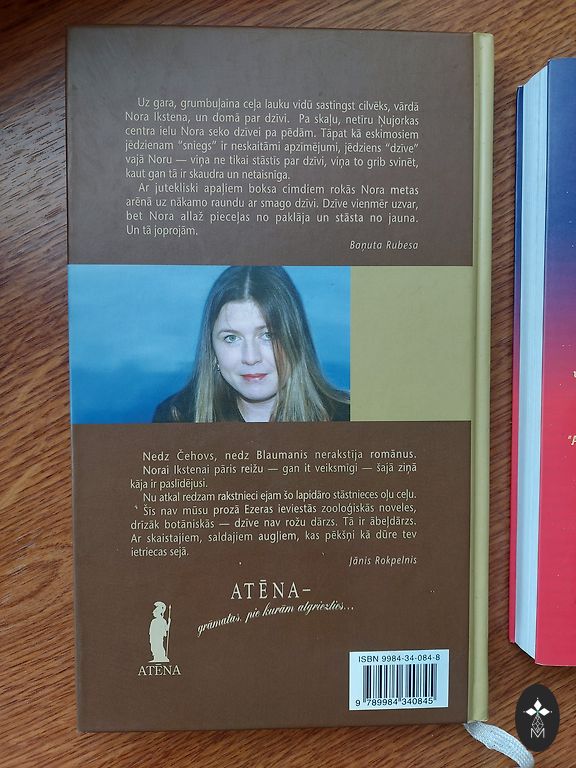 Uz gara, grumbuļaina ceļa lauku vidū sastingst cilvēks, vārdā
Nora Ikstena, un domā par dzīvi. Pa skaļu, netīru Ņujorkas
centra ielu Nora seko dzīvei pa pēdām. Tāpat kā eskimosiem
jēdzienam "sniegs" ir neskaitāmi apzīmējumi, jēdziens "dzīve"
vajā Noru — viņa ne tikai stāstīs par dzīvi, viņa to grib svinēt,
kaut gan tā ir skaudra un netaisnīga.
Ar jutekliski apaļiem boksa cimdiem rokās Nora metas
arēnā uz nākamo raundu ar smago dzīvi. Dzīve vienmēr uzvar,
bet Nora allaž pieceļas no paklāja un stāsta no jauna.
Un tā joprojām.
Baņuta Rubesa
Nedz Čehovs, nedz Blaumanis nerakstīja romānus.
Norai Ikstenai pāris reižu — gan it veiksmīgi — šajā ziņā
kāja ir paslīdējusi.
Nu atkal redzam rakstnieci ejam šo lapidāro stāstnieces oļu ceļu.
Šīs nav mūsu prozā Ezeras ieviestās zooloģiskās noveles,
drīzāk botāniskās — dzīve nav rožu dārzs. Tā ir ābeļdārzs.
Ar skaistajiem, saldajiem augļiem, kas pēkšņi kā dūre tev
ietriecas sejā.
Jānis Rokpelnis
ATĒNA–
grāmatas, pie kurām atgriezties...
ATĒNA
ISBN 9984-34-084-8
9 789984 340845
M